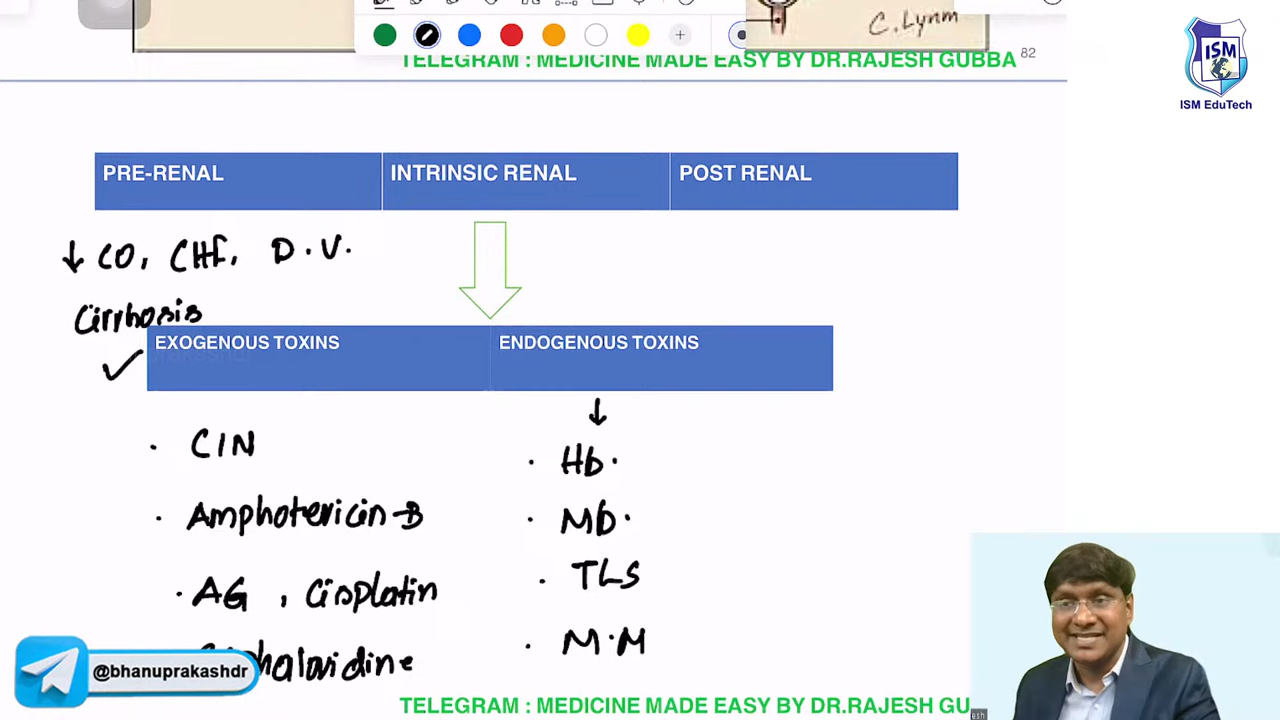 C. Lynm
TELEGRAM : MEDICINE MADE EASY BY DR.RAJESH GUBBA
82
ISM
ISM EduTech
PRE-RENAL
INTRINSIC RENAL
POST RENAL
↓ CO, CHF, D.V.
Cirrhosis
✓
EXOGENOUS TOXINS
ENDOGENOUS TOXINS
↓
· CIN
· Hb.
· Amphotericin-B
· Mb.
· AG , Cisplatin
· TLS
· M.M
@bhanuprakashdr
TELEGRAM : MEDICINE MADE EASY BY DR.RAJESH GU